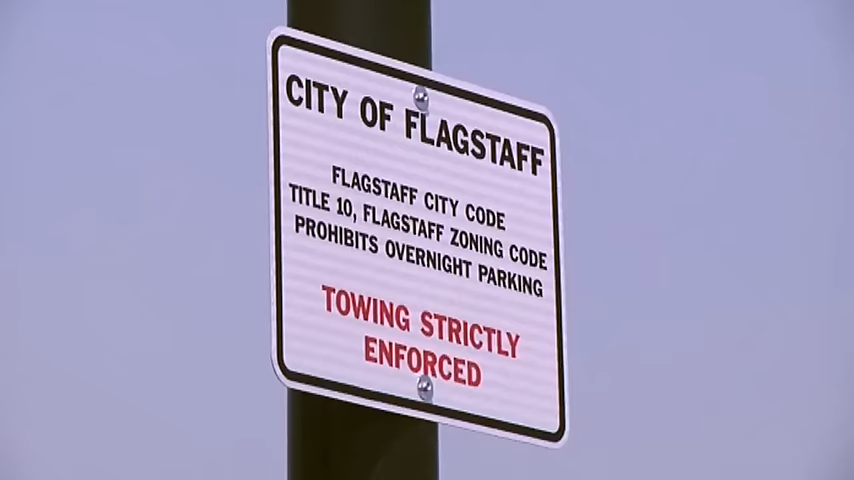 CITY OF FLAGSTAFF
FLAGSTAFF CITY CODE
TITLE 10, FLAGSTAFF ZONING CODE
PROHIBITS OVERNIGHT PARKING
TOWING STRICTLY
ENFORCED